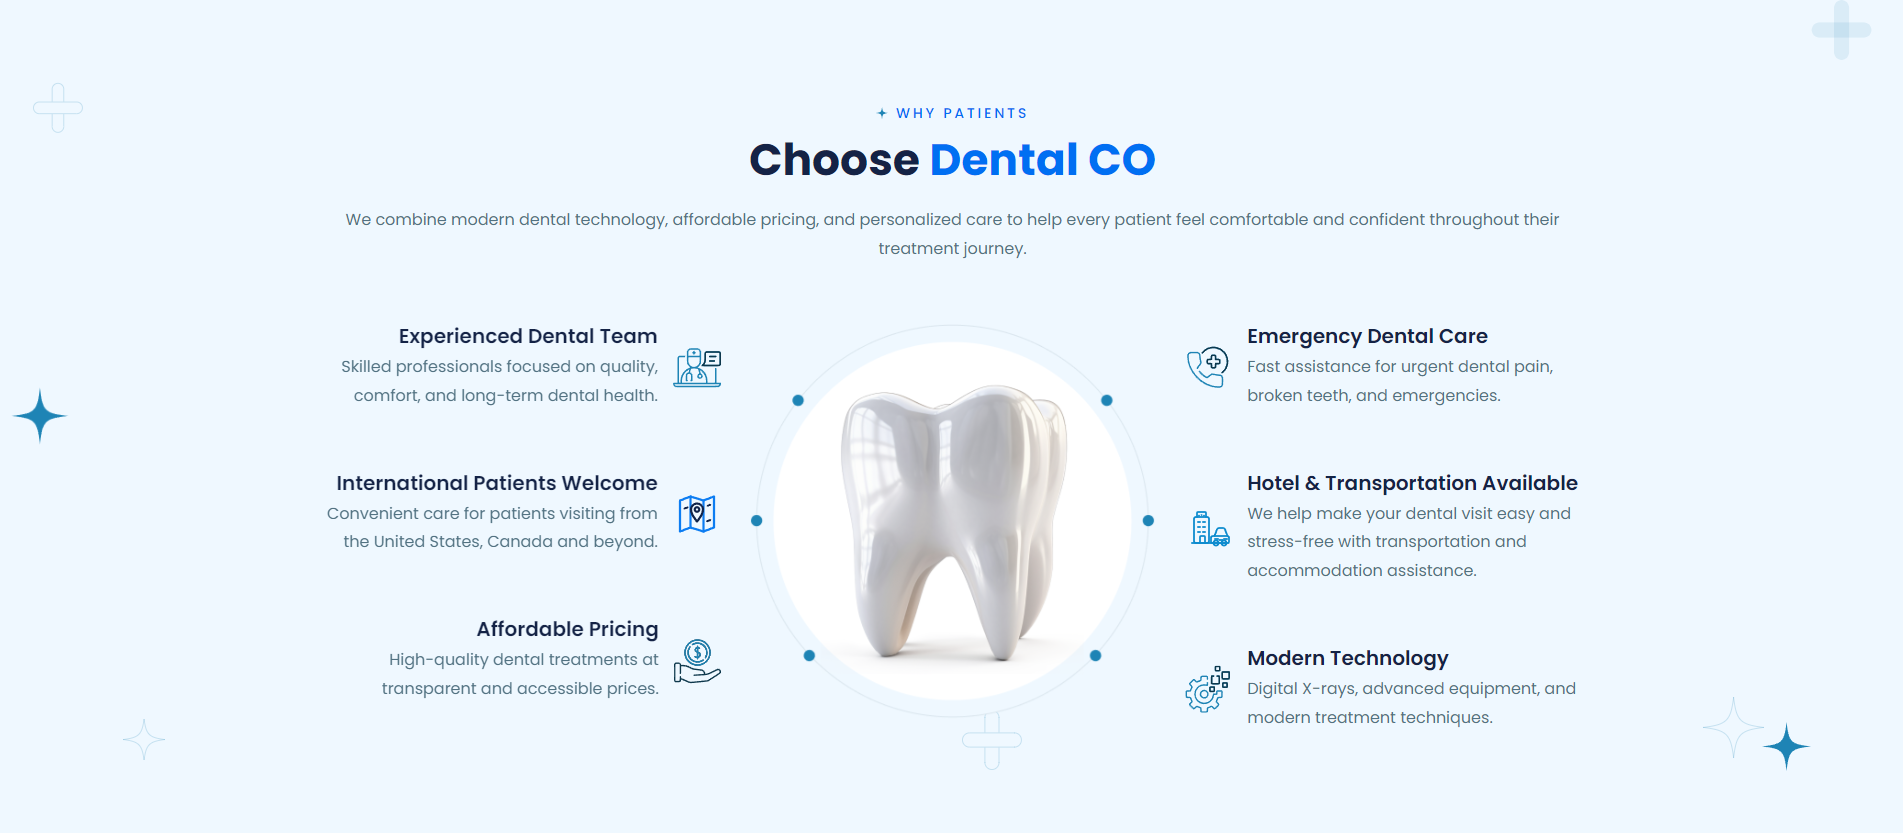 WHY PATIENTS
Choose Dental CO
We combine modern dental technology, affordable pricing, and personalized care to help every patient feel comfortable and confident throughout their
treatment journey.
Experienced Dental Team
Skilled professionals focused on quality,
comfort, and long-term dental health.
International Patients Welcome
Convenient care for patients visiting from
the United States, Canada and beyond.
Affordable Pricing
High-quality dental treatments at
transparent and accessible prices.
Emergency Dental Care
Fast assistance for urgent dental pain,
broken teeth, and emergencies.
Hotel & Transportation Available
We help make your dental visit easy and
stress-free with transportation and
accommodation assistance.
Modern Technology
Digital X-rays, advanced equipment, and
modern treatment techniques.